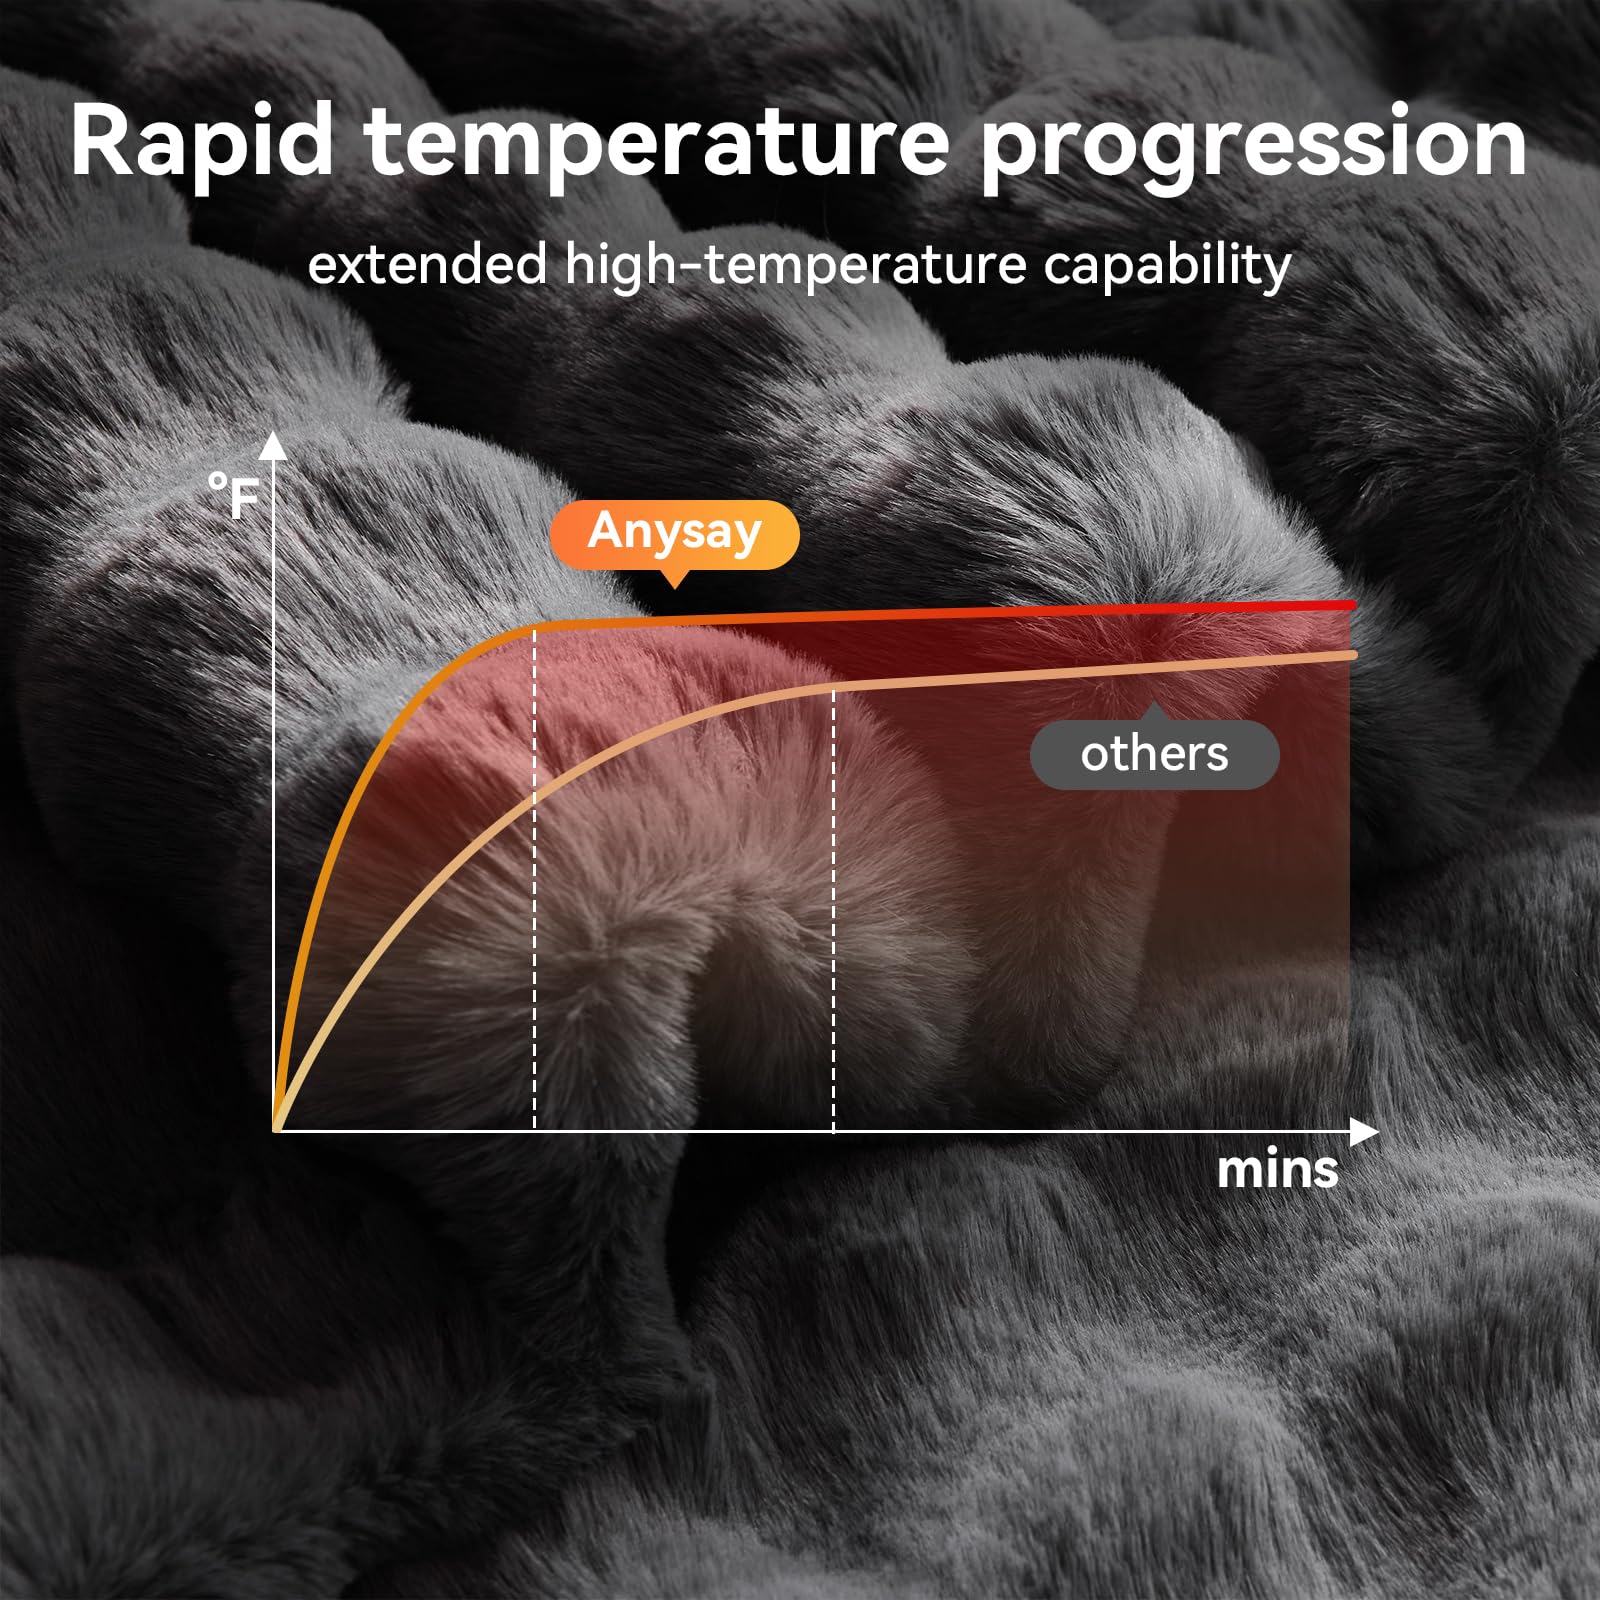 Rapid temperature progression
extended high-temperature capability
°F
Anysay
others
mins